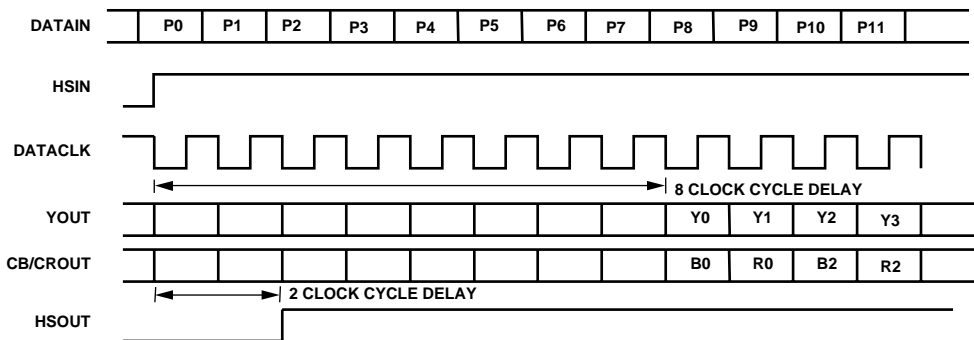 DATAIN P0 P1 P2 P3 P4 P5 P6 P7 P8 P9 P10 P11
HSIN
DATACLK
8 CLOCK CYCLE DELAY
YOUT Y0 Y1 Y2 Y3
CB/CROUT B0 R0 B2 R2
2 CLOCK CYCLE DELAY
HSOUT